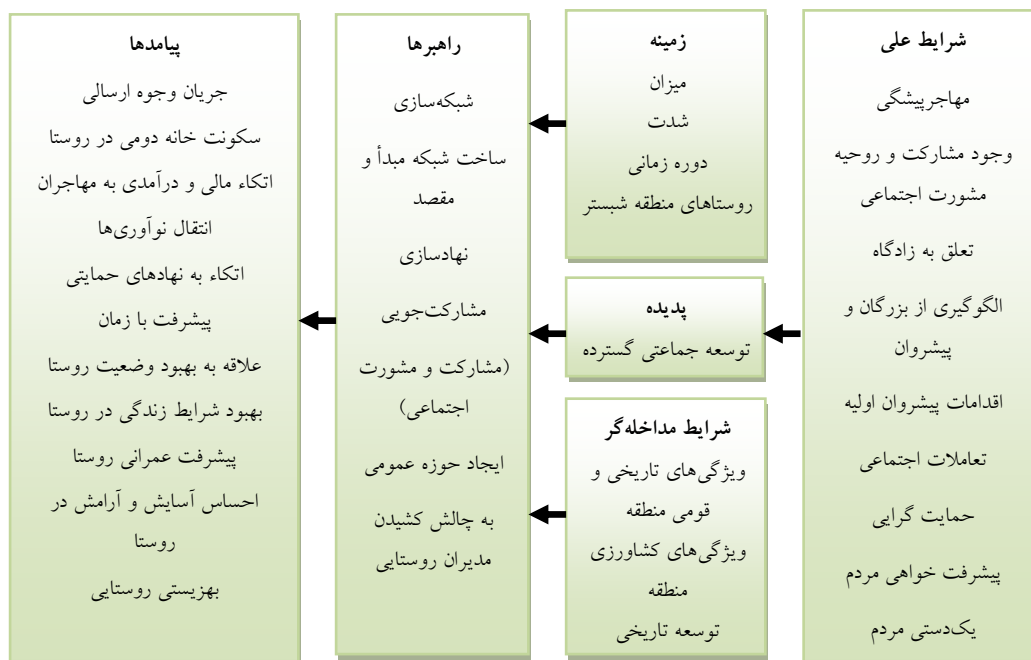 شرایط علی
مهاجرپیشگی
وجود مشارکت و روحیه
مشورت اجتماعی
تعلق به زادگاه
الگوگیری از بزرگان و
پیشروان
اقدامات پیشروان اولیه
تعاملات اجتماعی
حمایت گرایی
پیشرفت خواهی مردم
یک‌دستی مردم
زمینه
میزان
شدت
دوره زمانی
روستاهای منطقه شبستر
پدیده
توسعه جماعتی گسترده
شرایط مداخله‌گر
ویژگی‌های تاریخی و
قومی منطقه
ویژگی‌های کشاورزی
منطقه
توسعه تاریخی
راهبرها
شبکه‌سازی
ساخت شبکه مبدأ و
مقصد
نهادسازی
مشارکت‌جویی
(مشارکت و مشورت
اجتماعی)
ایجاد حوزه عمومی
به چالش کشیدن
مدیران روستایی
پیامدها
جریان وجوه ارسالی
سکونت خانه دومی در روستا
اتکاء مالی و درآمدی به مهاجران
انتقال نوآوری‌ها
اتکاء به نهادهای حمایتی
پیشرفت با زمان
علاقه به بهبود وضعیت روستا
بهبود شرایط زندگی در روستا
پیشرفت عمرانی روستا
احساس آسایش و آرامش در
روستا
بهزیستی روستایی